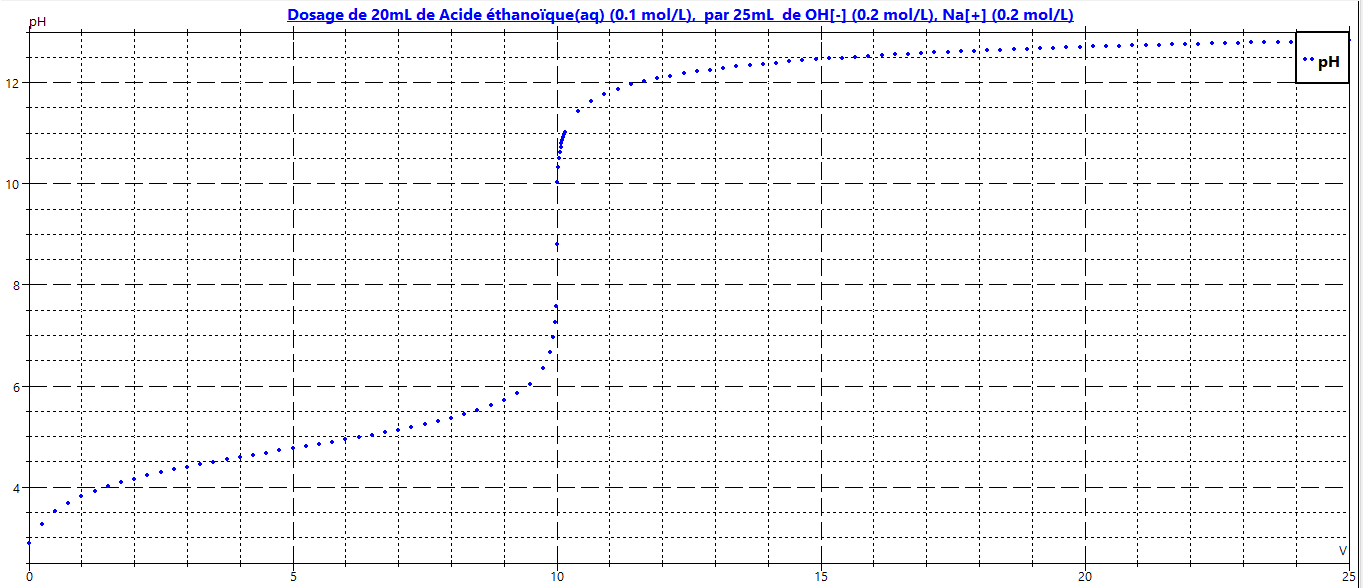 Dosage de 20mL de Acide éthanoïque(aq) (0.1 mol/L),  par 25mL  de OH[-] (0.2 mol/L), Na[+] (0.2 mol/L)
pH
pH
12
10
8
6
4
V
0 5 10 15 20 25